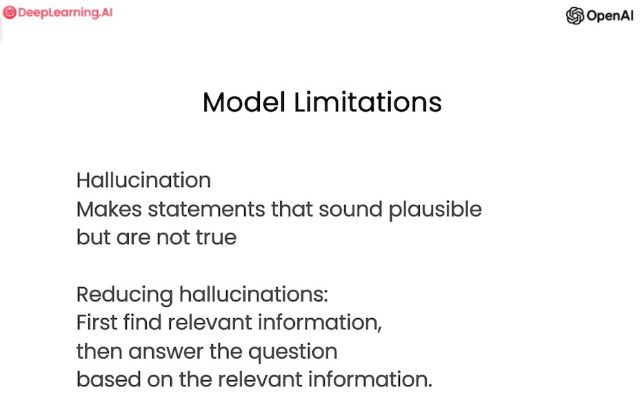 DeepLearning.AI
OpenAI
Model Limitations
Hallucination
Makes statements that sound plausible
but are not true
Reducing hallucinations:
First find relevant information,
then answer the question
based on the relevant information.